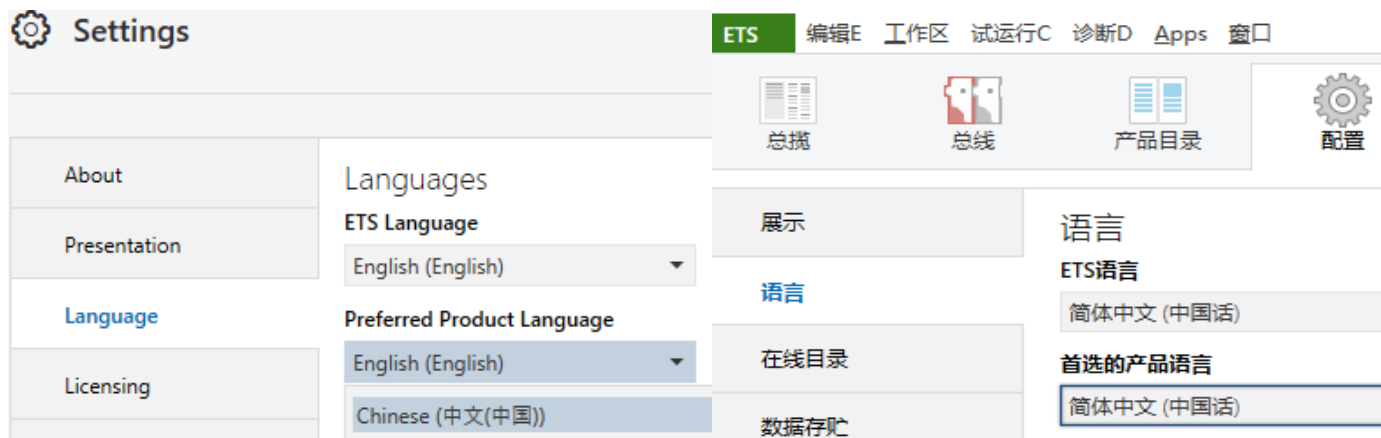 Settings
About
Presentation
Language
Licensing
Languages
ETS Language
English (English)
Preferred Product Language
English (English)
Chinese (中文(中国))
ETS 编辑E 工作区 试运行C 诊断D Apps 窗口
总揽 总线 产品目录 配置
展示
语言
在线目录
数据存贮
语言
ETS语言
简体中文 (中国话)
首选的产品语言
简体中文 (中国话)